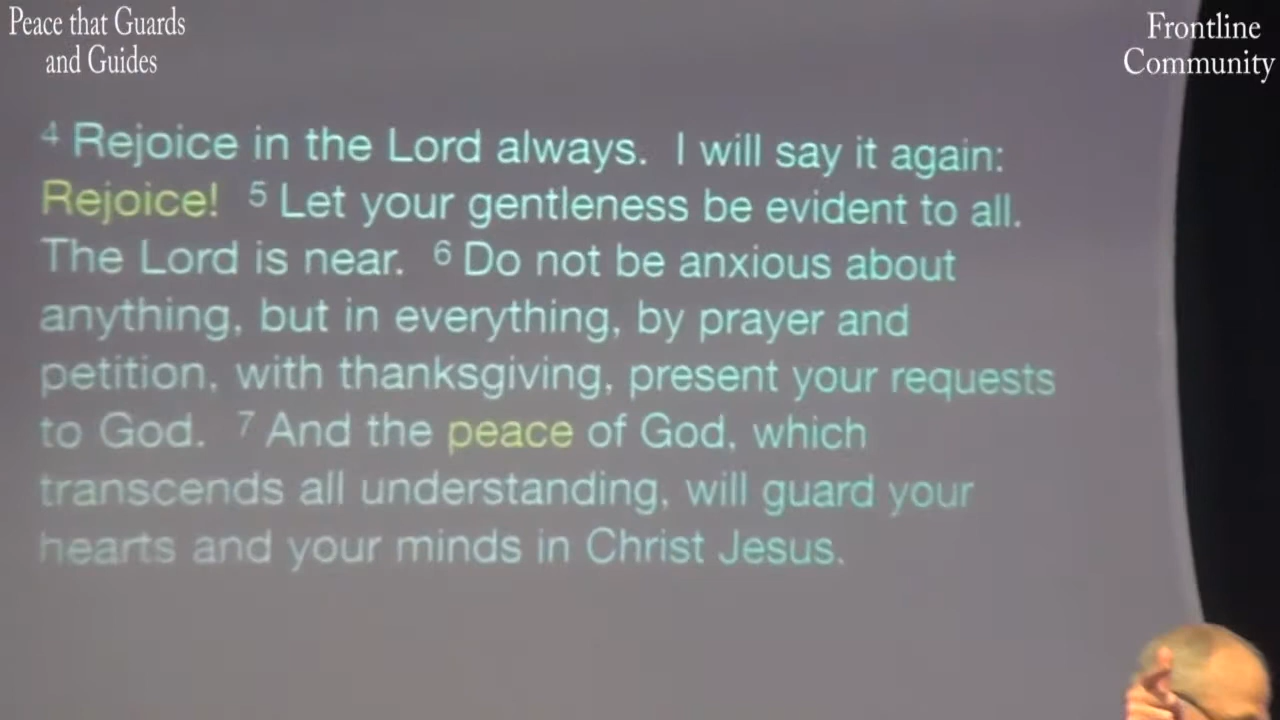 Peace that Guards
and Guides
Frontline
Community
4 Rejoice in the Lord always. I will say it again:
Rejoice! 5 Let your gentleness be evident to all.
The Lord is near. 6 Do not be anxious about
anything, but in everything, by prayer and
petition, with thanksgiving, present your requests
to God. 7 And the peace of God, which
transcends all understanding, will guard your
hearts and your minds in Christ Jesus.